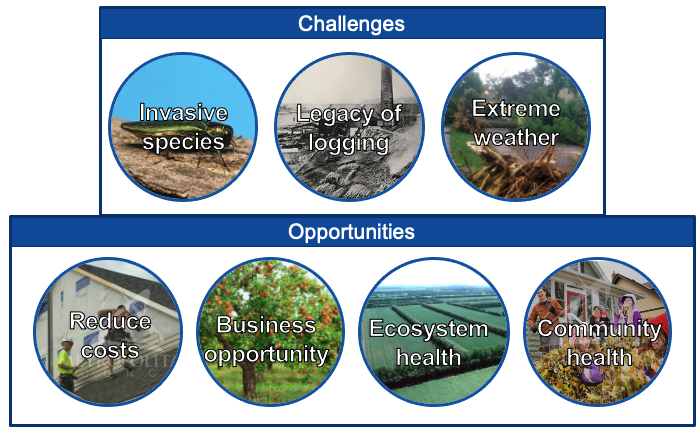 Challenges
Invasive
species
Legacy of
logging
Extreme
weather
Opportunities
Reduce
costs
Business
opportunity
Ecosystem
health
Community
health